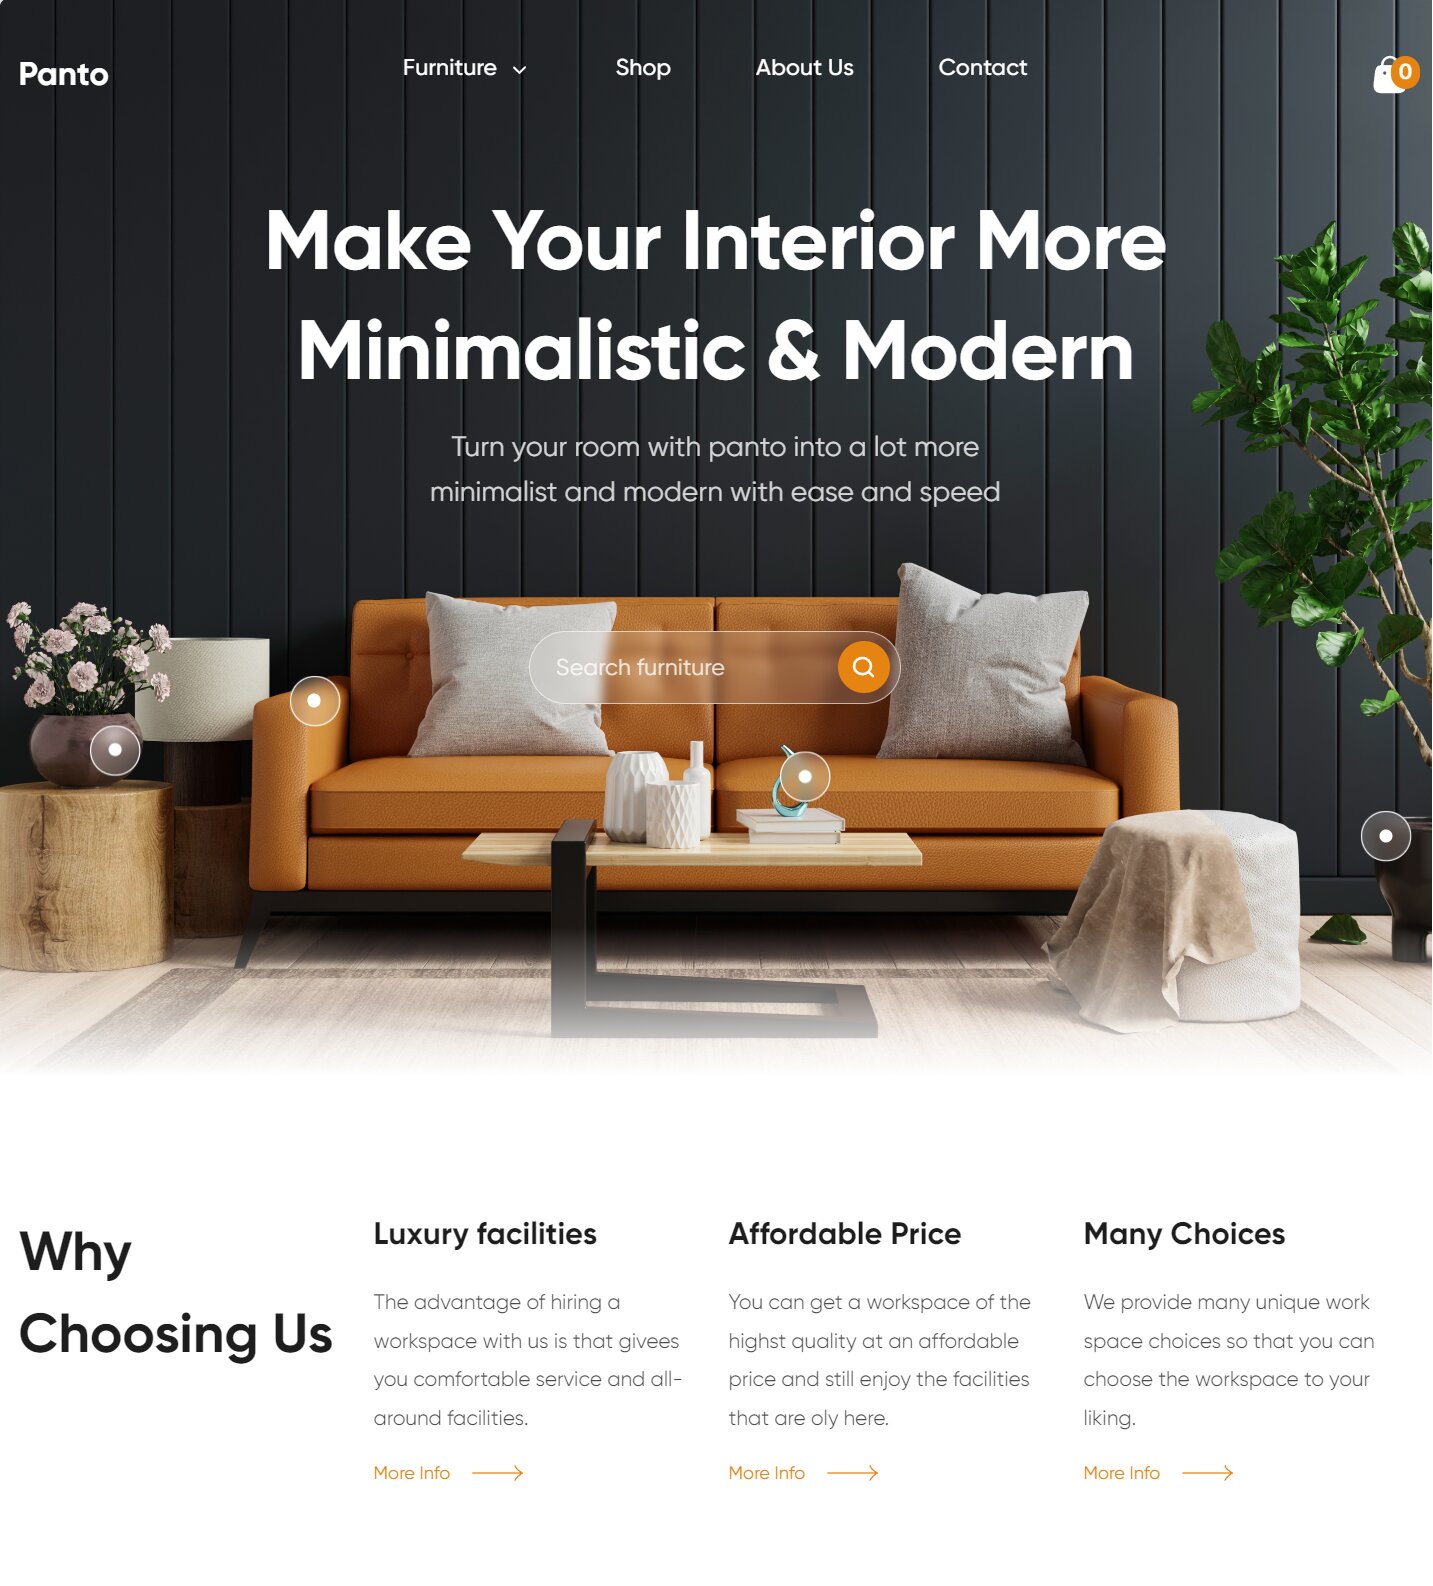 Panto
Furniture
Shop
About Us
Contact
0
Make Your Interior More
Minimalistic & Modern
Turn your room with panto into a lot more
minimalist and modern with ease and speed
Search furniture
Why
Choosing Us
Luxury facilities
The advantage of hiring a
workspace with us is that givees
you comfortable service and all-
around facilities.
More Info
Affordable Price
You can get a workspace of the
highst quality at an affordable
price and still enjoy the facilities
that are oly here.
More Info
Many Choices
We provide many unique work
space choices so that you can
choose the workspace to your
liking.
More Info